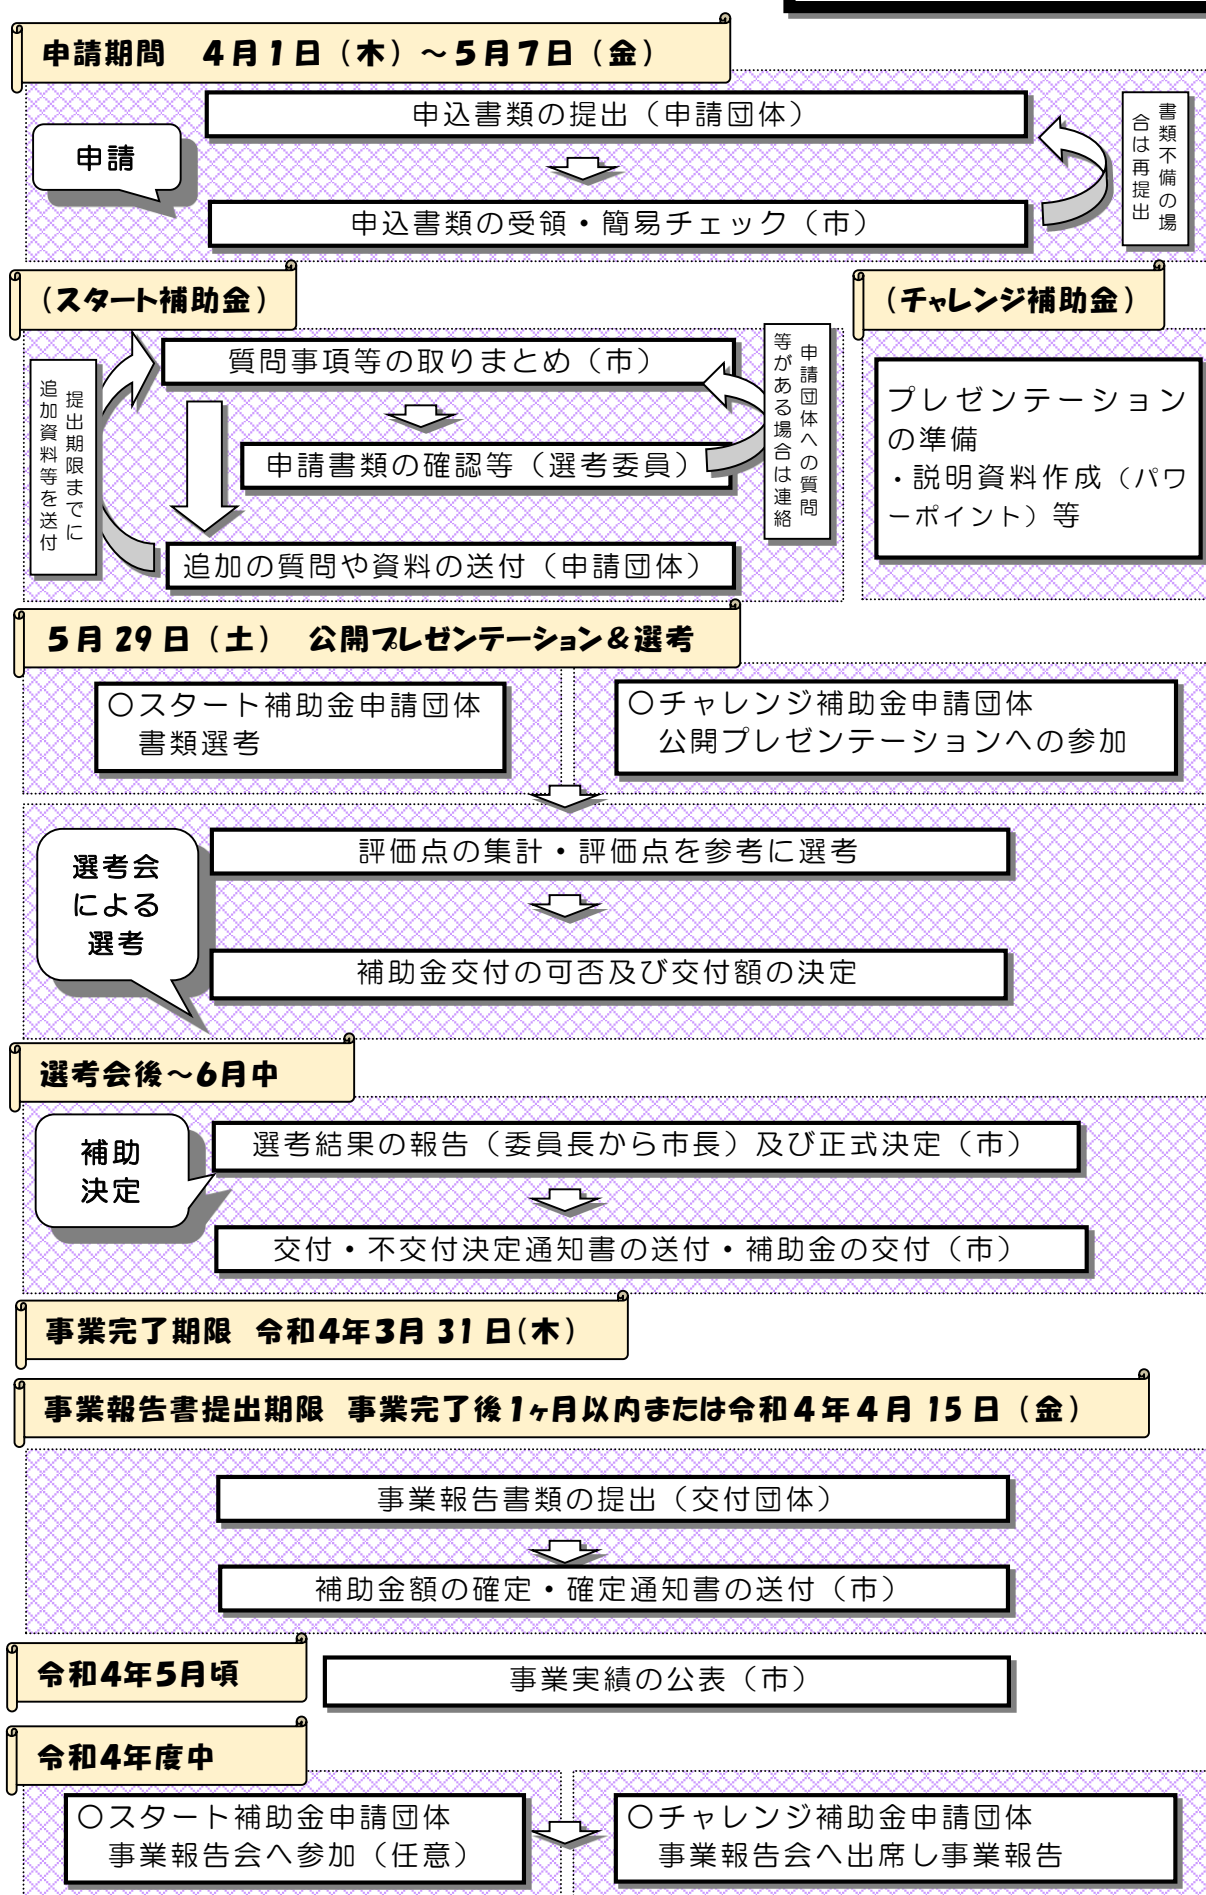 申請期間　４月１日（木）～５月７日（金）
申込書類の提出（申請団体）
申請
書類不備の場
合は再提出
申込書類の受領・簡易チェック（市）
（スタート補助金）
（チャレンジ補助金）
質問事項等の取りまとめ（市）
申請団体への質問
等がある場合は連絡
提出期限までに
追加資料等を送付
申請書類の確認等（選考委員）
追加の質問や資料の送付（申請団体）
プレゼンテーション
の準備
・説明資料作成（パワ
ーポイント）等
５月29日（土）　公開プレゼンテーション＆選考
〇スタート補助金申請団体
書類選考
〇チャレンジ補助金申請団体
公開プレゼンテーションへの参加
選考会
による
選考
評価点の集計・評価点を参考に選考
補助金交付の可否及び交付額の決定
選考会後～６月中
補助
決定
選考結果の報告（委員長から市長）及び正式決定（市）
交付・不交付決定通知書の送付・補助金の交付（市）
事業完了期限　令和４年３月31日（木）
事業報告書提出期限　事業完了後１ヶ月以内または令和４年４月15日（金）
事業報告書類の提出（交付団体）
補助金額の確定・確定通知書の送付（市）
令和４年５月頃
事業実績の公表（市）
令和４年度中
〇スタート補助金申請団体
事業報告会へ参加（任意）
〇チャレンジ補助金申請団体
事業報告会へ出席し事業報告